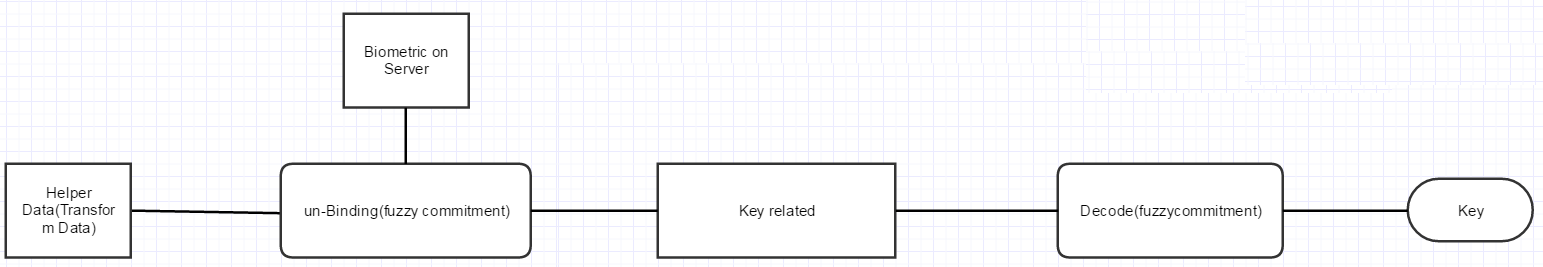 Biometric on
Server
Helper
Data(Transfor
m Data)
un-Binding(fuzzy commitment)
Key related
Decode(fuzzycommitment)
Key